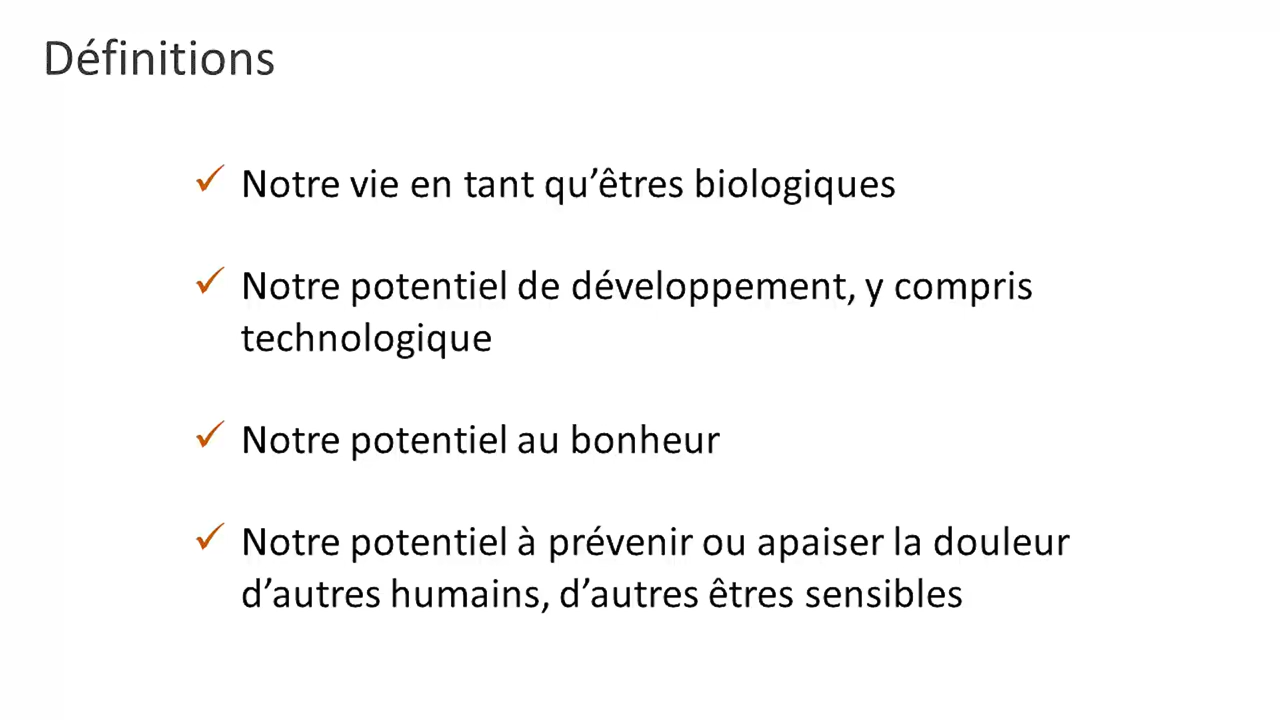 Définitions
✓ Notre vie en tant qu’êtres biologiques
✓ Notre potentiel de développement, y compris
technologique
✓ Notre potentiel au bonheur
✓ Notre potentiel à prévenir ou apaiser la douleur
d’autres humains, d’autres êtres sensibles